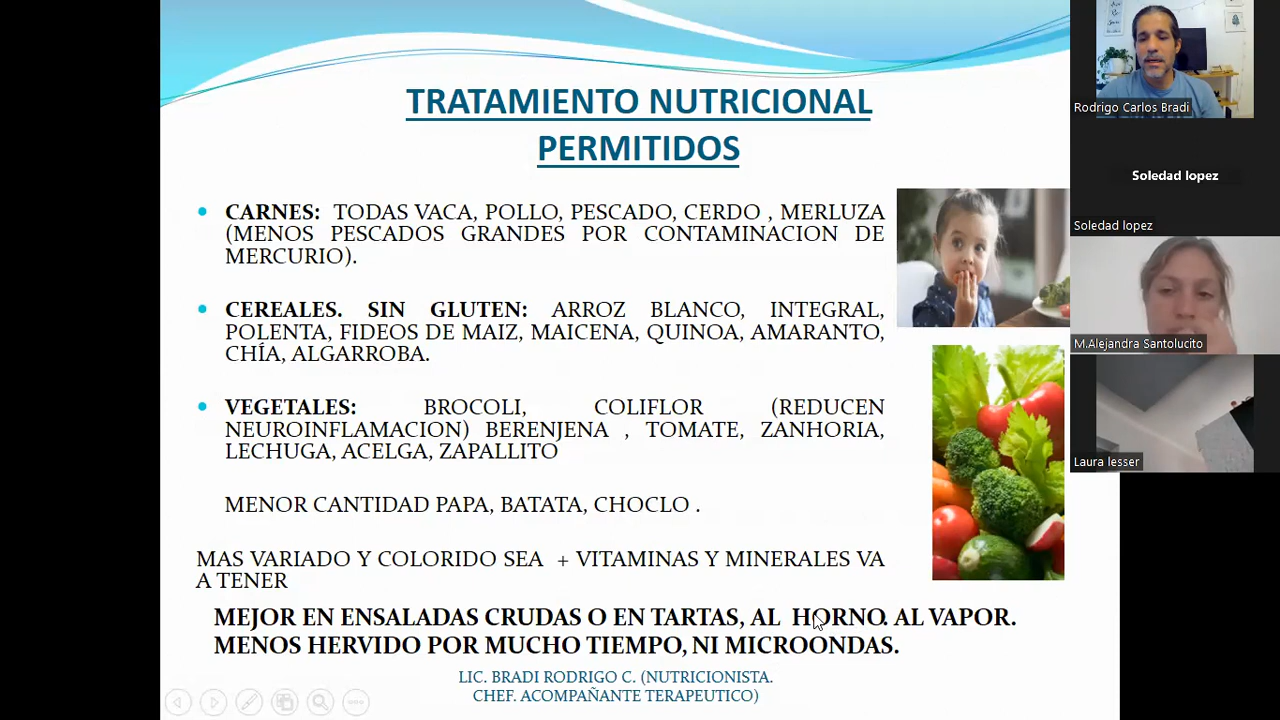 TRATAMIENTO NUTRICIONAL
PERMITIDOS
CARNES: TODAS VACA, POLLO, PESCADO, CERDO , MERLUZA
(MENOS PESCADOS GRANDES POR CONTAMINACION DE
MERCURIO).
CEREALES. SIN GLUTEN: ARROZ BLANCO, INTEGRAL,
POLENTA, FIDEOS DE MAIZ, MAICENA, QUINOA, AMARANTO,
CHÍA, ALGARROBA.
VEGETALES: BROCOLI, COLIFLOR (REDUCEN
NEUROINFLAMACION) BERENJENA , TOMATE, ZANHORIA,
LECHUGA, ACELGA, ZAPALLITO
MENOR CANTIDAD PAPA, BATATA, CHOCLO .
MAS VARIADO Y COLORIDO SEA + VITAMINAS Y MINERALES VA
A TENER
MEJOR EN ENSALADAS CRUDAS O EN TARTAS, AL HORNO. AL VAPOR.
MENOS HERVIDO POR MUCHO TIEMPO, NI MICROONDAS.
LIC. BRADI RODRIGO C. (NUTRICIONISTA.
CHEF. ACOMPAÑANTE TERAPEUTICO)
Rodrigo Carlos Bradi
Soledad lopez
Soledad lopez
M.Alejandra Santolucito
Laura lesser